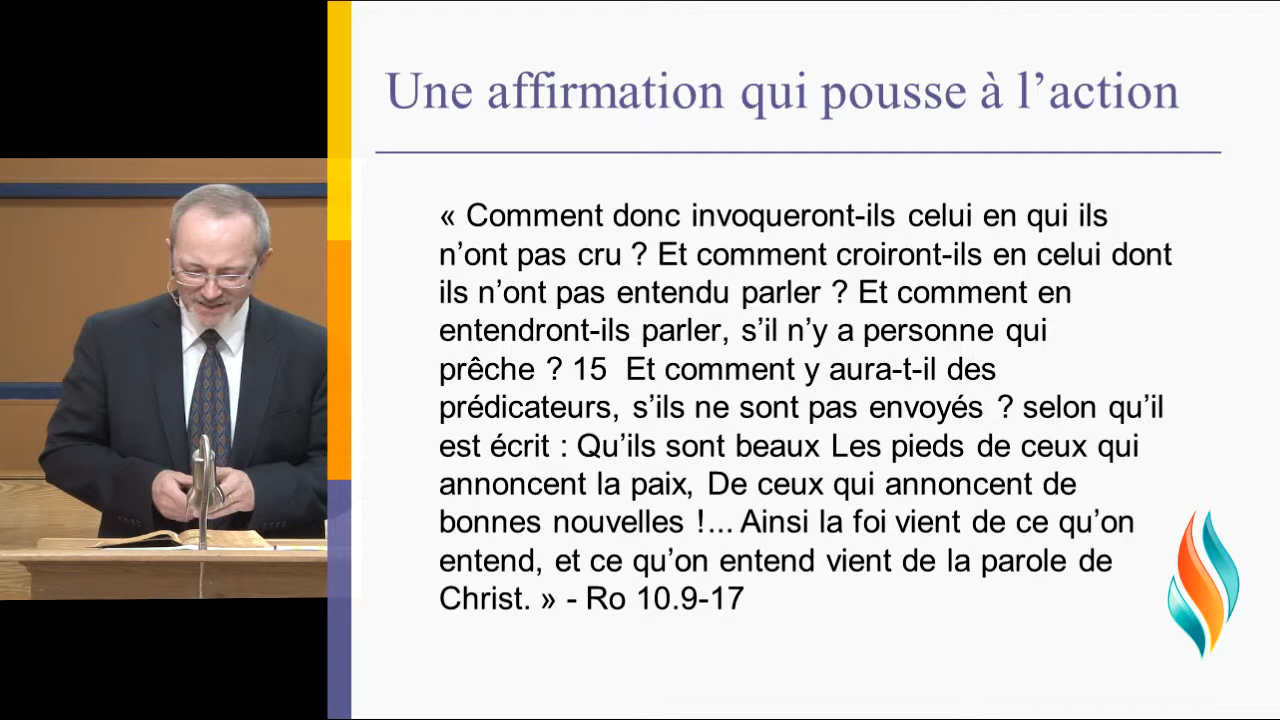 Une affirmation qui pousse à l’action
« Comment donc invoqueront-ils celui en qui ils
n’ont pas cru ? Et comment croiront-ils en celui dont
ils n’ont pas entendu parler ? Et comment en
entendront-ils parler, s’il n’y a personne qui
prêche ? 15  Et comment y aura-t-il des
prédicateurs, s’ils ne sont pas envoyés ? selon qu’il
est écrit : Qu’ils sont beaux Les pieds de ceux qui
annoncent la paix, De ceux qui annoncent de
bonnes nouvelles !... Ainsi la foi vient de ce qu’on
entend, et ce qu’on entend vient de la parole de
Christ. » - Ro 10.9-17